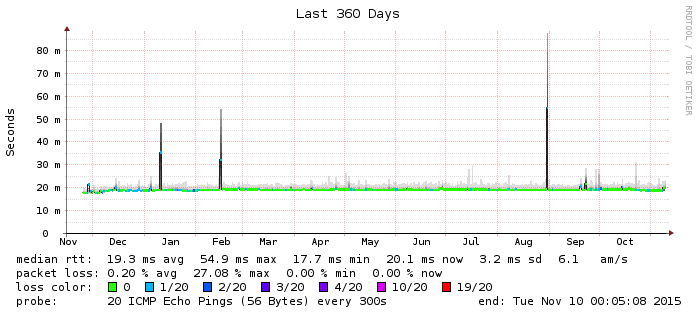 Last 360 Days
RRDTOOL / TOBI OETIKER
Seconds
80 m
70 m
60 m
50 m
40 m
30 m
20 m
10 m
0
Nov Dec Jan Feb Mar Apr May Jun Jul Aug Sep Oct
median rtt: 19.3 ms avg 54.9 ms max 17.7 ms min 20.1 ms now 3.2 ms sd 6.1 am/s
packet loss: 0.20 % avg 27.08 % max 0.00 % min 0.00 % now
loss color: 0 1/20 2/20 3/20 4/20 10/20 19/20
probe: 20 ICMP Echo Pings (56 Bytes) every 300s end: Tue Nov 10 00:05:08 2015